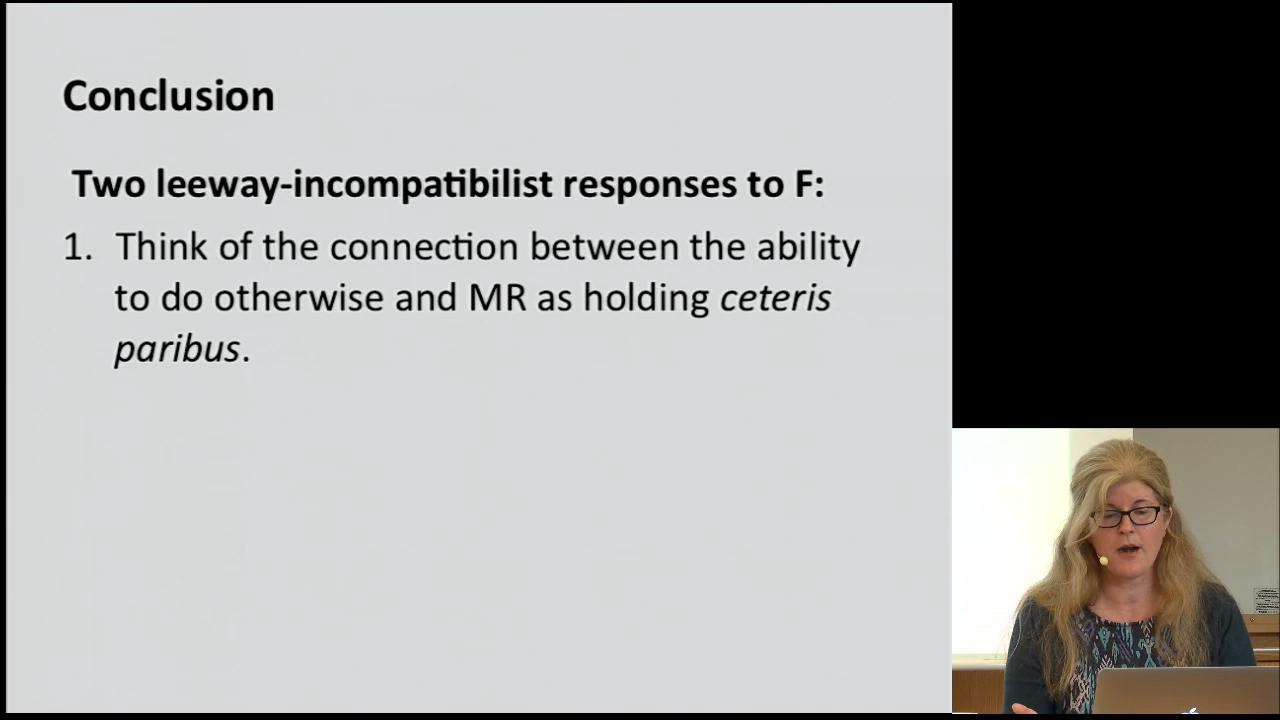 Conclusion
Two leeway-incompatibilist responses to F:
1. Think of the connection between the ability
to do otherwise and MR as holding ceteris
paribus.